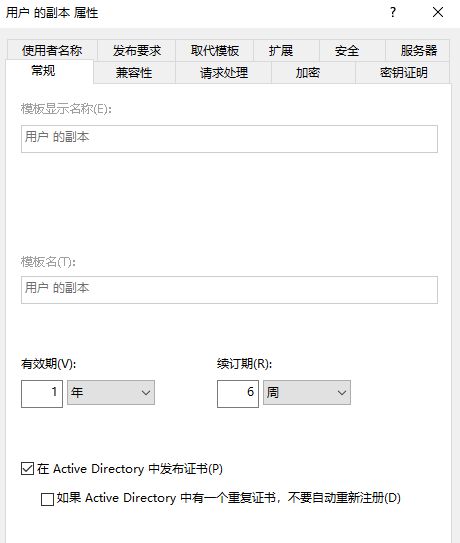 用户 的副本 属性
?
使用者名称 发布要求 取代模板 扩展 安全 服务器
常规 兼容性 请求处理 加密 密钥证明
模板显示名称(E):
用户 的副本
模板名(T):
用户 的副本
有效期(V): 续订期(R):
1 年 6 周
在 Active Directory 中发布证书(P)
如果 Active Directory 中有一个重复证书，不要自动重新注册(D)